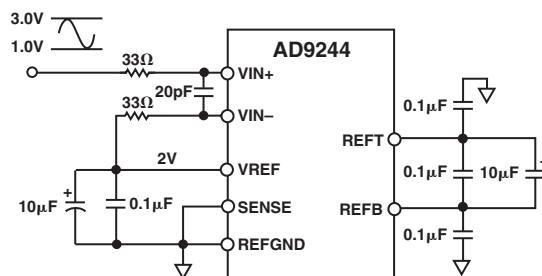 3.0V
1.0V
AD9244
33Ω
VIN+
20pF
33Ω
VIN–
0.1µF
REFT
2V
VREF
0.1µF
10µF
+
+
10µF
0.1µF
SENSE
REFB
0.1µF
REFGND